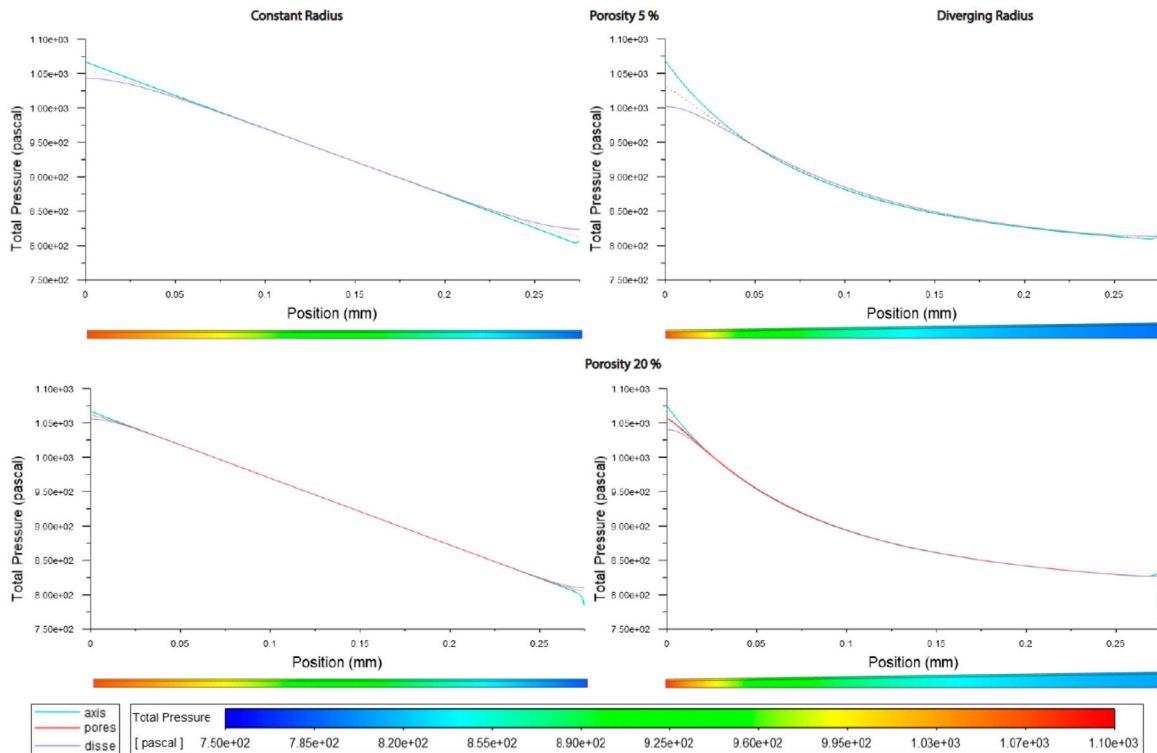 Constant Radius
Porosity 5 %
Diverging Radius
Total Pressure (pascal)
1.10e+03
1.05e+03
1.00e+03
9.50e+02
9.00e+02
8.50e+02
8.00e+02
7.50e+02
0 0.05 0.1 0.15 0.2 0.25
Position (mm)
Total Pressure (pascal)
1.10e+03
1.05e+03
1.00e+03
9.50e+02
9.00e+02
8.50e+02
8.00e+02
7.50e+02
0 0.05 0.1 0.15 0.2 0.25
Position (mm)
Porosity 20 %
Total Pressure (pascal)
1.10e+03
1.05e+03
1.00e+03
9.50e+02
9.00e+02
8.50e+02
8.00e+02
7.50e+02
0 0.05 0.1 0.15 0.2 0.25
Position (mm)
Total Pressure (pascal)
1.10e+03
1.05e+03
1.00e+03
9.50e+02
9.00e+02
8.50e+02
8.00e+02
7.50e+02
0 0.05 0.1 0.15 0.2 0.25
Position (mm)
axis
pores
disse
Total Pressure
[ pascal ]
7.50e+02 7.85e+02 8.20e+02 8.55e+02 8.90e+02 9.25e+02 9.60e+02 9.95e+02 1.03e+03 1.07e+03 1.10e+03